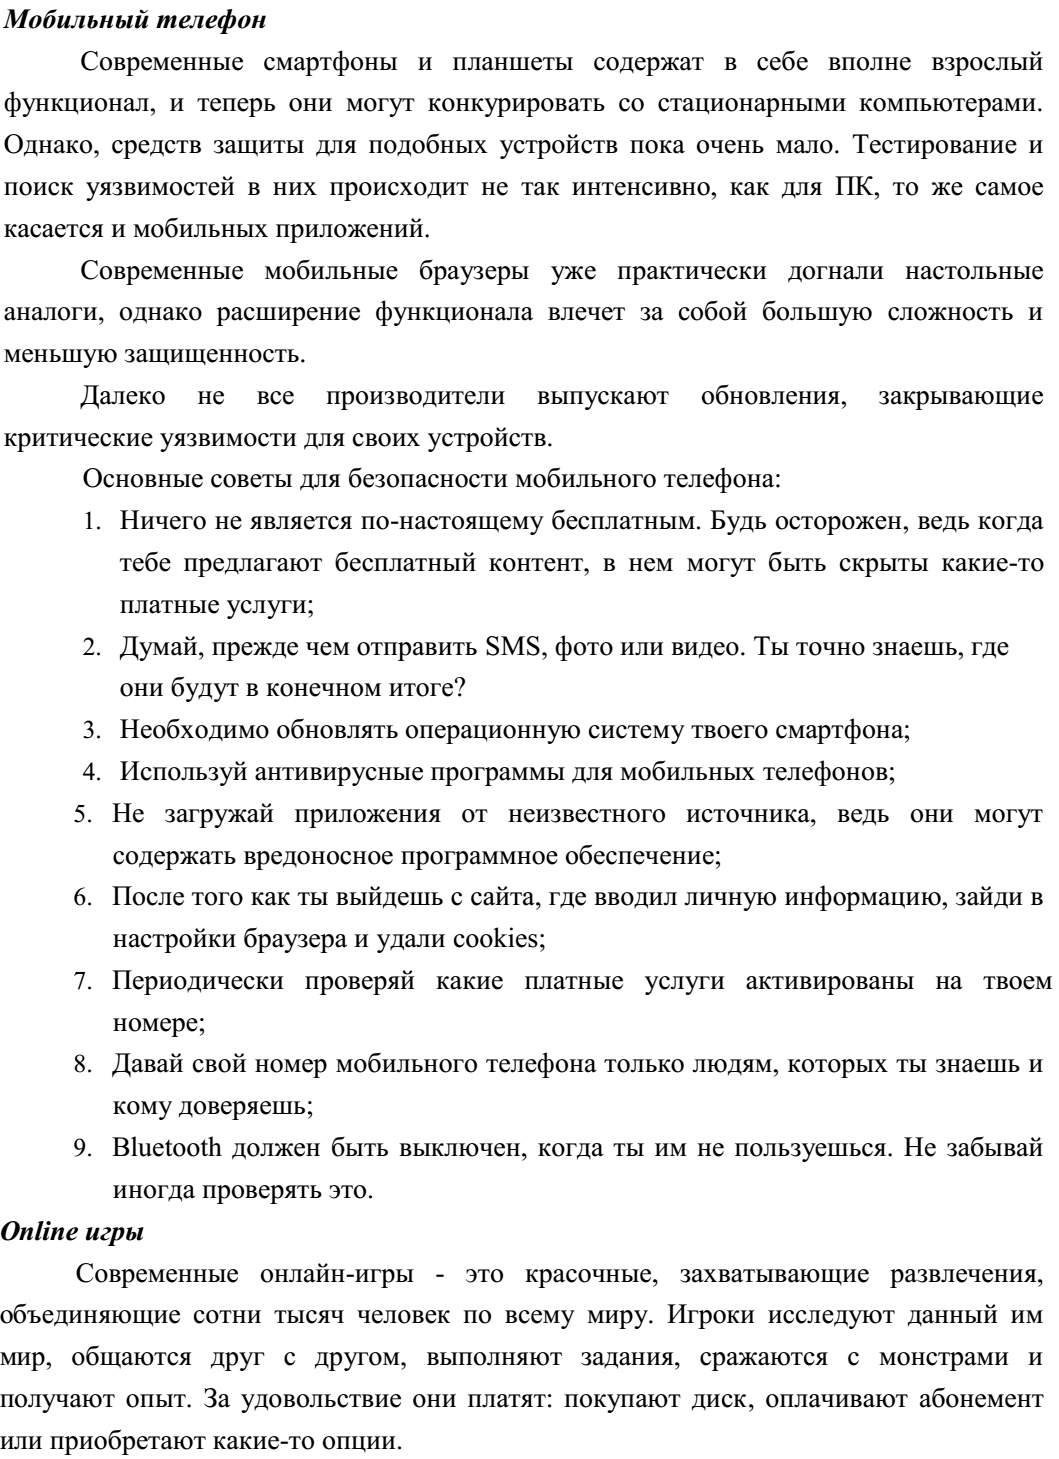 Мобильный телефон
Современные смартфоны и планшеты содержат в себе вполне взрослый
функционал, и теперь они могут конкурировать со стационарными компьютерами.
Однако, средств защиты для подобных устройств пока очень мало. Тестирование и
поиск уязвимостей в них происходит не так интенсивно, как для ПК, то же самое
касается и мобильных приложений.
Современные мобильные браузеры уже практически догнали настольные
аналоги, однако расширение функционала влечет за собой большую сложность и
меньшую защищенность.
Далеко не все производители выпускают обновления, закрывающие
критические уязвимости для своих устройств.
Основные советы для безопасности мобильного телефона:
1. Ничего не является по-настоящему бесплатным. Будь осторожен, ведь когда
тебе предлагают бесплатный контент, в нем могут быть скрыты какие-то
платные услуги;
2. Думай, прежде чем отправить SMS, фото или видео. Ты точно знаешь, где
они будут в конечном итоге?
3. Необходимо обновлять операционную систему твоего смартфона;
4. Используй антивирусные программы для мобильных телефонов;
5. Не загружай приложения от неизвестного источника, ведь они могут
содержать вредоносное программное обеспечение;
6. После того как ты выйдешь с сайта, где вводил личную информацию, зайди в
настройки браузера и удали cookies;
7. Периодически проверяй какие платные услуги активированы на твоем
номере;
8. Давай свой номер мобильного телефона только людям, которых ты знаешь и
кому доверяешь;
9. Bluetooth должен быть выключен, когда ты им не пользуешься. Не забывай
иногда проверять это.
Online игры
Современные онлайн-игры - это красочные, захватывающие развлечения,
объединяющие сотни тысяч человек по всему миру. Игроки исследуют данный им
мир, общаются друг с другом, выполняют задания, сражаются с монстрами и
получают опыт. За удовольствие они платят: покупают диск, оплачивают абонемент
или приобретают какие-то опции.